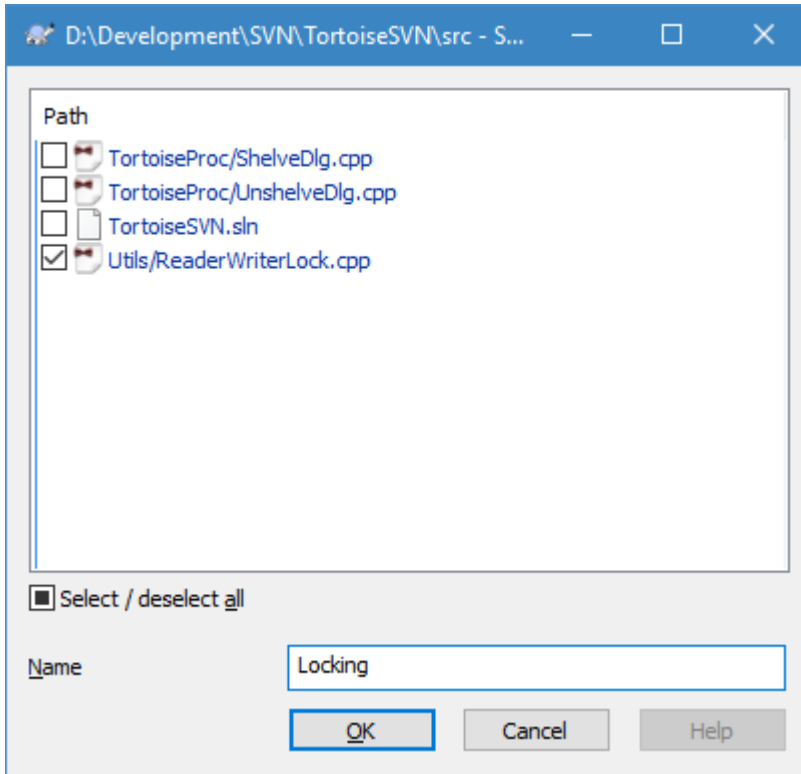 D:\Development\SVN\TortoiseSVN\src - S...
Path
TortoiseProc/ShelveDlg.cpp
TortoiseProc/UnshelveDlg.cpp
TortoiseSVN.sln
Utils/ReaderWriterLock.cpp
Select / deselect all
Name Locking
OK Cancel Help